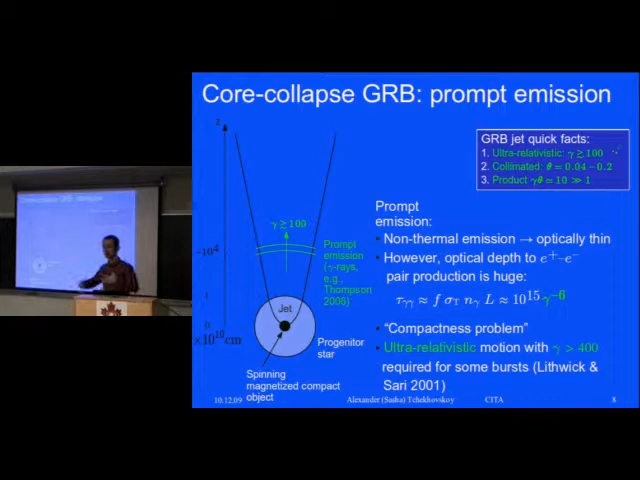 Core-collapse GRB: prompt emission
GRB jet quick facts:
1. Ultra-relativistic: γ ≳ 100
2. Collimated: θ = 0.04 – 0.2
3. Product γθ ≃ 10 ≫ 1
z
γ ≳ 100
~10⁴
Prompt
emission
(γ-rays,
e.g.,
Thompson
2006)
1
0
×10¹⁰ cm
Jet
Progenitor
star
Spinning
magnetized compact
object
Prompt
emission:
• Non-thermal emission → optically thin
• However, optical depth to e⁺–e⁻
pair production is huge:
τγγ ≈ f σT nγ L ≈ 10¹⁵ γ⁻⁶
• “Compactness problem”
• Ultra-relativistic motion with γ > 400
required for some bursts (Lithwick &
Sari 2001)
10.12.09 Alexander (Sasha) Tchekhovskoy CITA 8